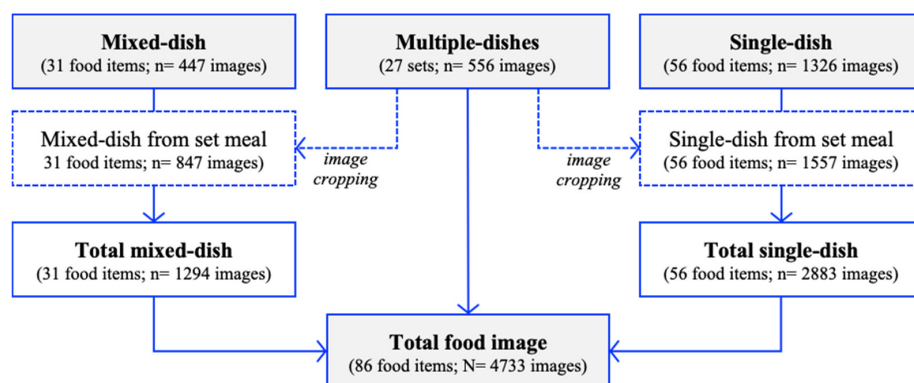 Mixed-dish
(31 food items; n= 447 images)
Multiple-dishes
(27 sets; n= 556 images)
Single-dish
(56 food items; n= 1326 images)
Mixed-dish from set meal
31 food items; n= 847 images)
image
cropping
image
cropping
Single-dish from set meal
(56 food items; n= 1557 images)
Total mixed-dish
(31 food items; n= 1294 images)
Total single-dish
(56 food items; n= 2883 images)
Total food image
(86 food items; N= 4733 images)